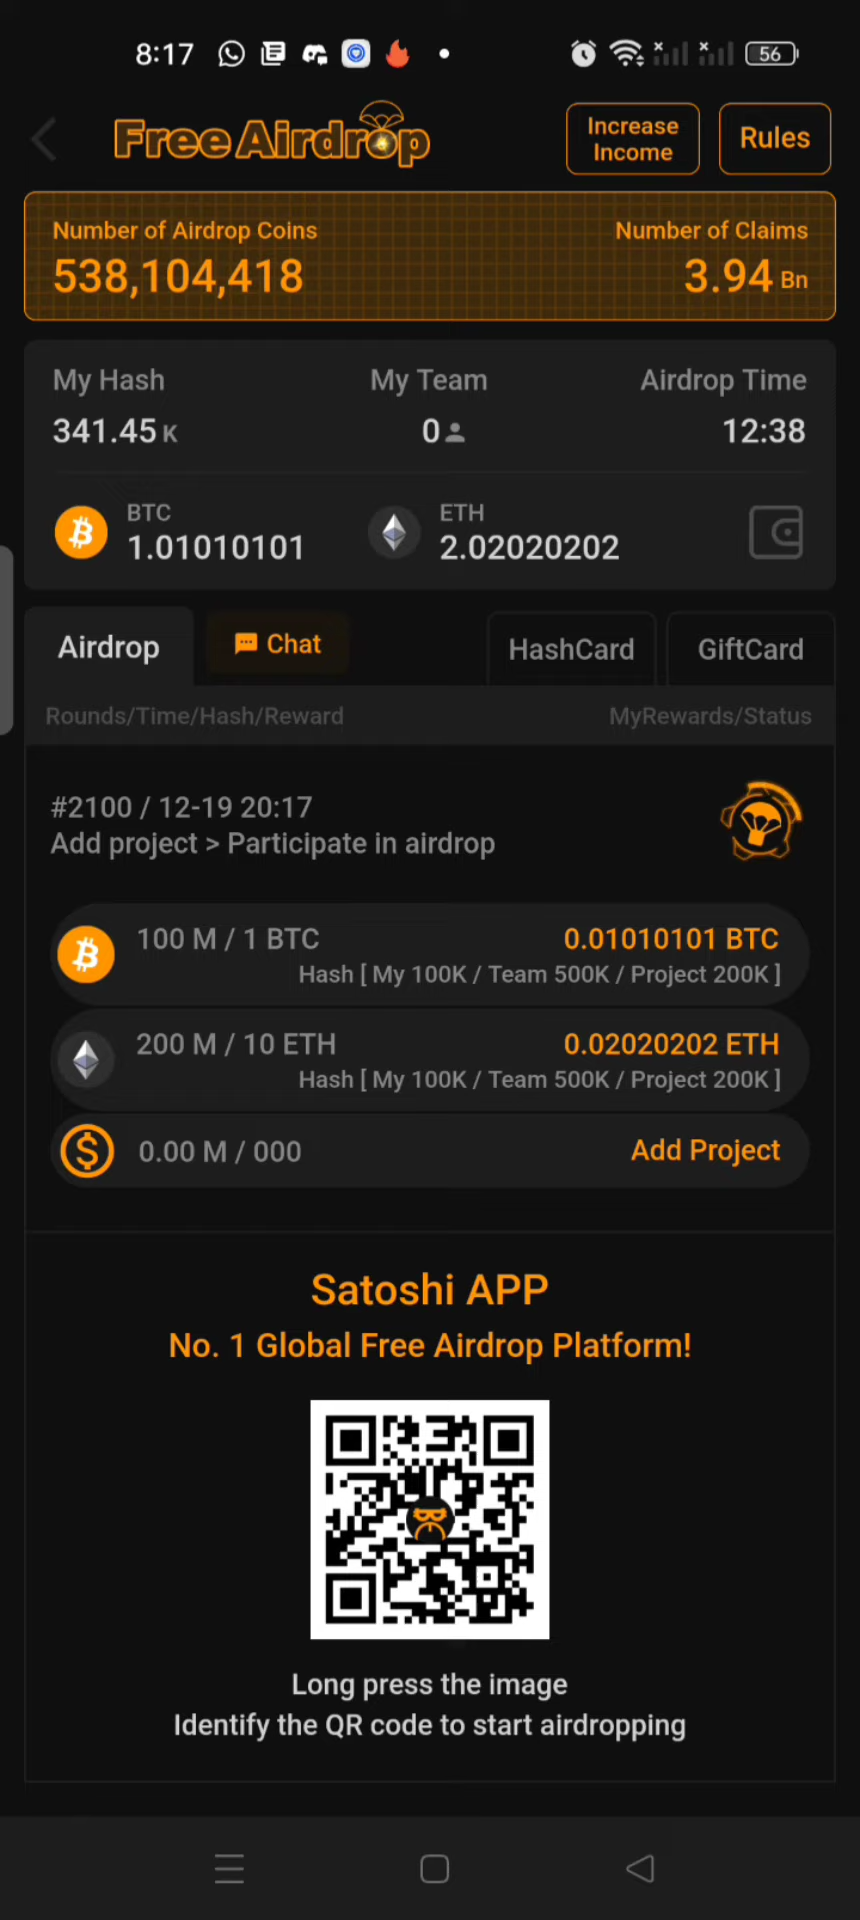 8:17
56
Free Airdrop
Increase
Income
Rules
Number of Airdrop Coins
Number of Claims
538,104,418
3.94 Bn
My Hash
My Team
Airdrop Time
341.45 K
0
12:38
BTC
1.01010101
ETH
2.02020202
Airdrop
Chat
HashCard
GiftCard
Rounds/Time/Hash/Reward
MyRewards/Status
#2100 / 12-19 20:17
Add project > Participate in airdrop
100 M / 1 BTC
0.01010101 BTC
Hash [ My 100K / Team 500K / Project 200K ]
200 M / 10 ETH
0.02020202 ETH
Hash [ My 100K / Team 500K / Project 200K ]
0.00 M / 000
Add Project
Satoshi APP
No. 1 Global Free Airdrop Platform!
Long press the image
Identify the QR code to start airdropping